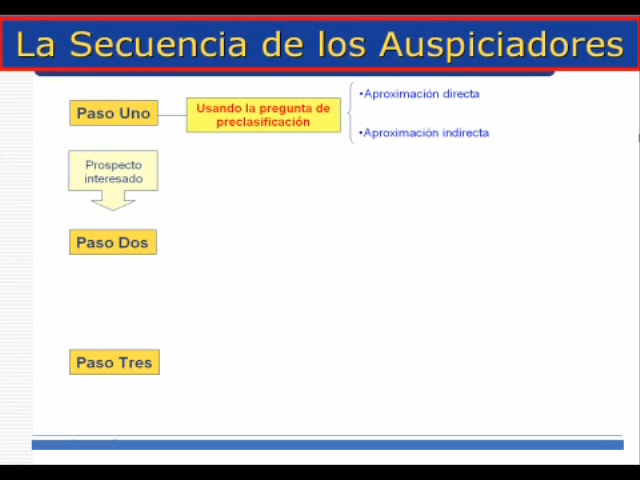 La Secuencia de los Auspiciadores
Paso Uno
Usando la pregunta de
preclasificación
•Aproximación directa
•Aproximación indirecta
Prospecto
interesado
Paso Dos
Paso Tres